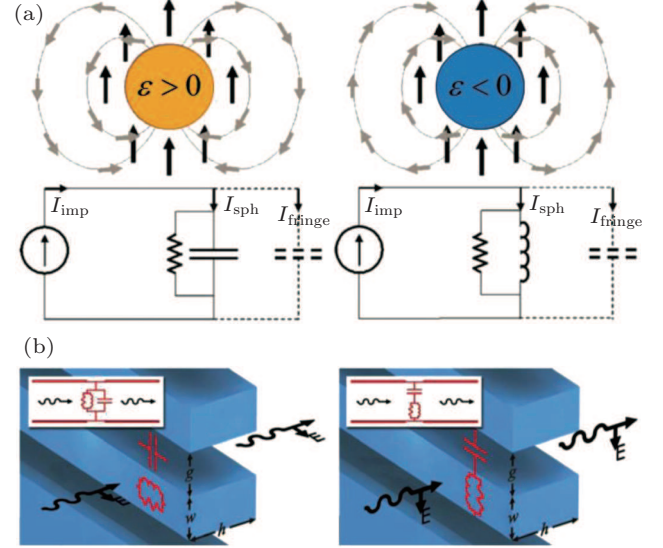 (a)
ε > 0
ε < 0
I_imp
I_sph
I_fringe
I_imp
I_sph
I_fringe
(b)
E
g
E
w
h
E
g
E
w
h